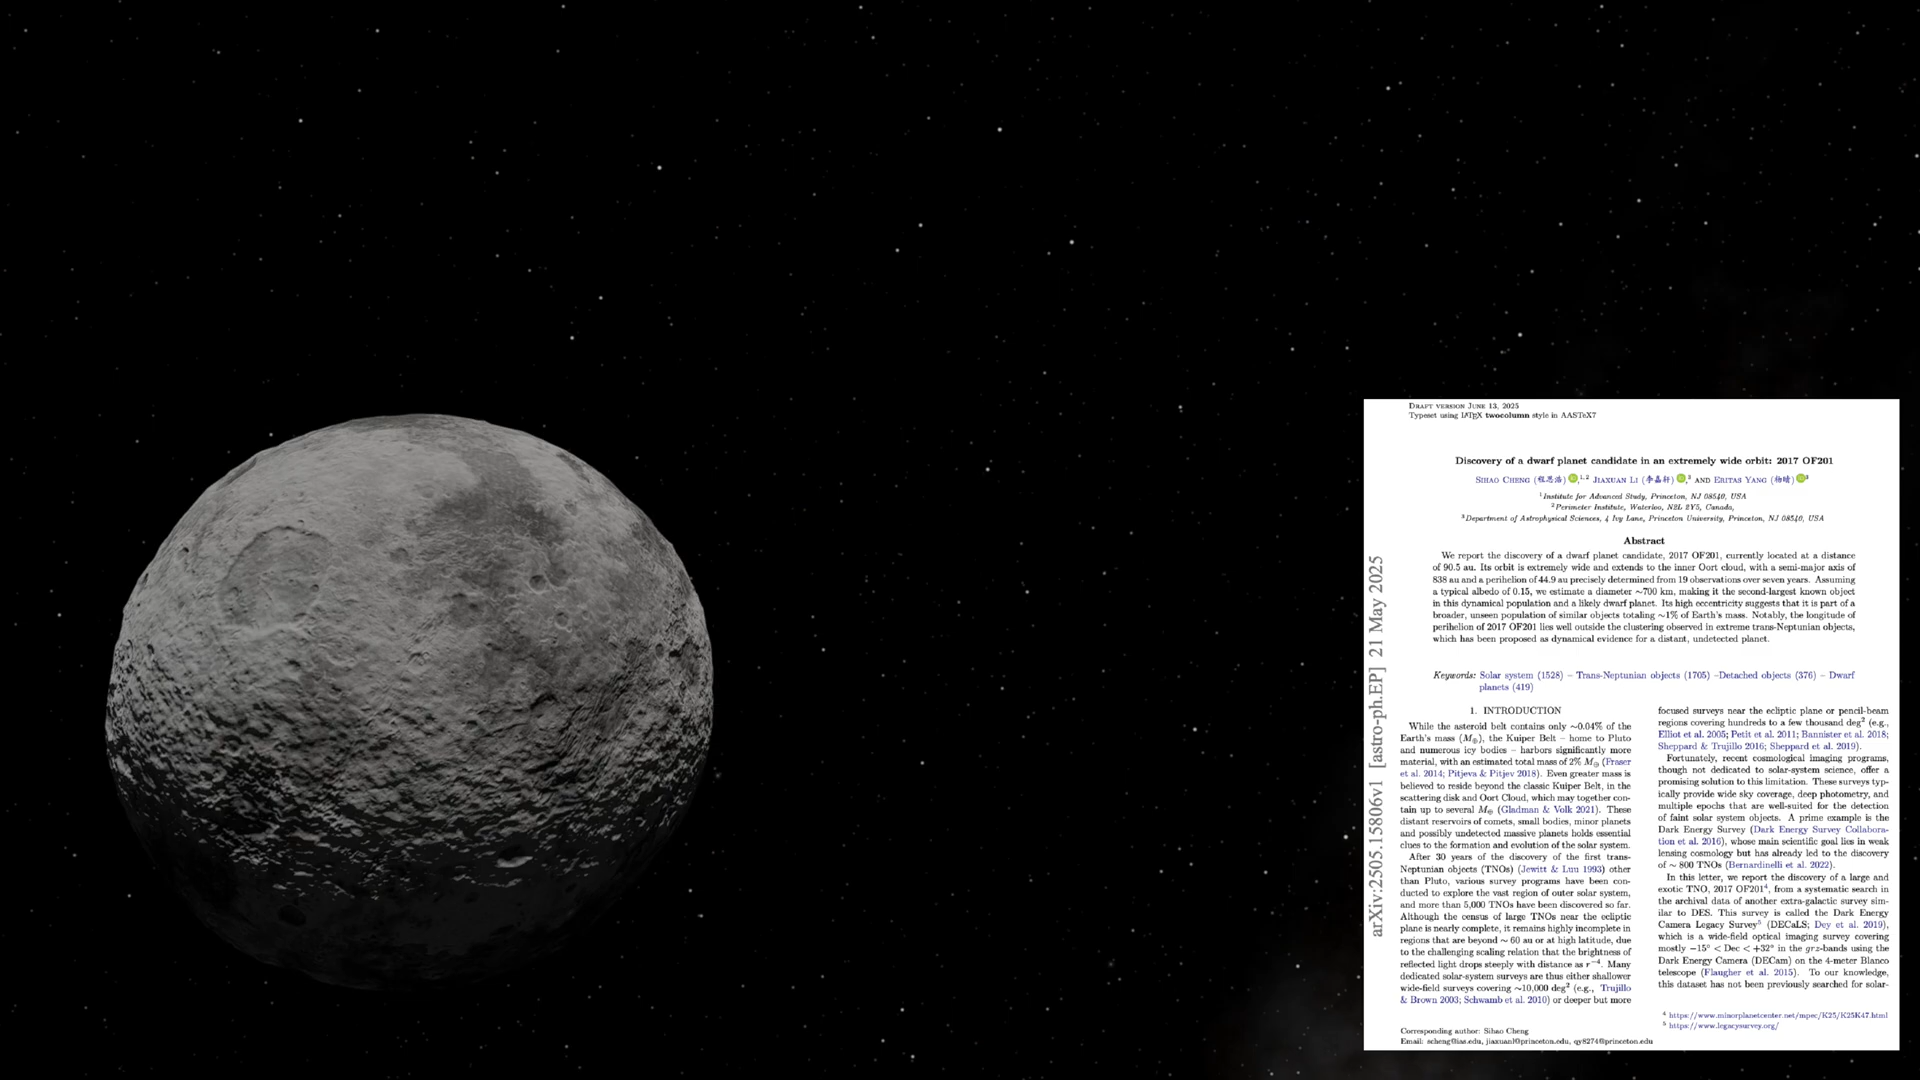 DRAFT VERSION JUNE 13, 2025
Typeset using LATEX twocolumn style in AASTeX7
Discovery of a dwarf planet candidate in an extremely wide orbit: 2017 OF201
SIHAO CHENG (程思浩) iD,1,2 JIAXUAN LI (李嘉轩) iD,3 AND ERITAS YANG (杨晴) iD3
1Institute for Advanced Study, Princeton, NJ 08540, USA
2Perimeter Institute, Waterloo, N2L 2Y5, Canada,
3Department of Astrophysical Sciences, 4 Ivy Lane, Princeton University, Princeton, NJ 08540, USA
Abstract
We report the discovery of a dwarf planet candidate, 2017 OF201, currently located at a distance
of 90.5 au. Its orbit is extremely wide and extends to the inner Oort cloud, with a semi-major axis of
838 au and a perihelion of 44.9 au precisely determined from 19 observations over seven years. Assuming
a typical albedo of 0.15, we estimate a diameter ~700 km, making it the second-largest known object
in this dynamical population and a likely dwarf planet. Its high eccentricity suggests that it is part of a
broader, unseen population of similar objects totaling ~1% of Earth's mass. Notably, the longitude of
perihelion of 2017 OF201 lies well outside the clustering observed in extreme trans-Neptunian objects,
which has been proposed as dynamical evidence for a distant, undetected planet.
Keywords: Solar system (1528) – Trans-Neptunian objects (1705) –Detached objects (376) – Dwarf
planets (419)
arXiv:2505.15806v1 [astro-ph.EP] 21 May 2025
1. INTRODUCTION
While the asteroid belt contains only ~0.04% of the
Earth's mass (M⊕), the Kuiper Belt – home to Pluto
and numerous icy bodies – harbors significantly more
material, with an estimated total mass of 2% M⊕ (Fraser
et al. 2014; Pitjeva & Pitjev 2018). Even greater mass is
believed to reside beyond the classic Kuiper Belt, in the
scattering disk and Oort Cloud, which may together con-
tain up to several M⊕ (Gladman & Volk 2021). These
distant reservoirs of comets, small bodies, minor planets
and possibly undetected massive planets holds essential
clues to the formation and evolution of the solar system.
After 30 years of the discovery of the first trans-
Neptunian objects (TNOs) (Jewitt & Luu 1993) other
than Pluto, various survey programs have been con-
ducted to explore the vast region of outer solar system,
and more than 5,000 TNOs have been discovered so far.
Although the census of large TNOs near the ecliptic
plane is nearly complete, it remains highly incomplete in
regions that are beyond ~ 60 au or at high latitude, due
to the challenging scaling relation that the brightness of
reflected light drops steeply with distance as r−4. Many
dedicated solar-system surveys are thus either shallower
wide-field surveys covering ~10,000 deg2 (e.g., Trujillo
& Brown 2003; Schwamb et al. 2010) or deeper but more
focused surveys near the ecliptic plane or pencil-beam
regions covering hundreds to a few thousand deg2 (e.g.,
Elliot et al. 2005; Petit et al. 2011; Bannister et al. 2018;
Sheppard & Trujillo 2016; Sheppard et al. 2019).
Fortunately, recent cosmological imaging programs,
though not dedicated to solar-system science, offer a
promising solution to this limitation. These surveys typ-
ically provide wide sky coverage, deep photometry, and
multiple epochs that are well-suited for the detection
of faint solar system objects. A prime example is the
Dark Energy Survey (Dark Energy Survey Collabora-
tion et al. 2016), whose main scientific goal lies in weak
lensing cosmology but has already led to the discovery
of ~ 800 TNOs (Bernardinelli et al. 2022).
In this letter, we report the discovery of a large and
exotic TNO, 2017 OF2014, from a systematic search in
the archival data of another extra-galactic survey sim-
ilar to DES. This survey is called the Dark Energy
Camera Legacy Survey5 (DECaLS; Dey et al. 2019),
which is a wide-field optical imaging survey covering
mostly −15° < Dec < +32° in the grz-bands using the
Dark Energy Camera (DECam) on the 4-meter Blanco
telescope (Flaugher et al. 2015). To our knowledge,
this dataset has not been previously searched for solar-
Corresponding author: Sihao Cheng
Email: scheng@ias.edu, jiaxuanl@princeton.edu, qy8274@princeton.edu
4 https://www.minorplanetcenter.net/mpec/K25/K25K47.html
5 https://www.legacysurvey.org/